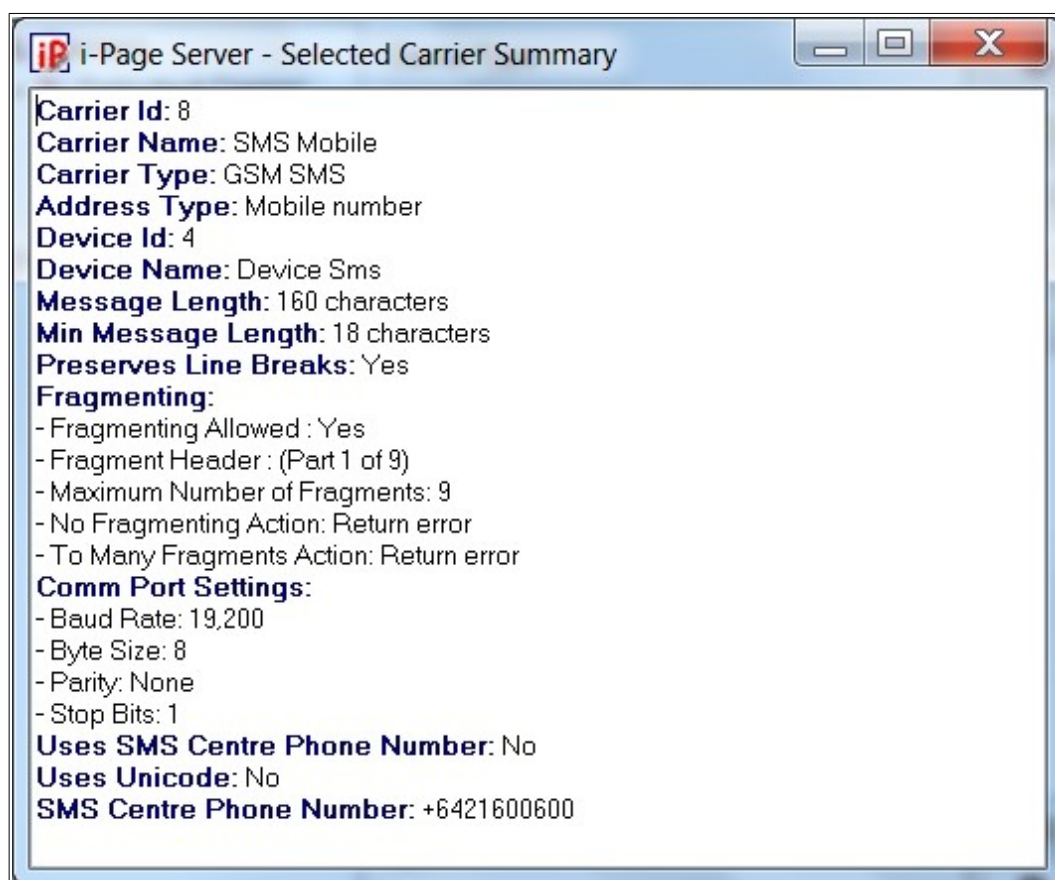 iP i-Page Server - Selected Carrier Summary
Carrier Id: 8
Carrier Name: SMS Mobile
Carrier Type: GSM SMS
Address Type: Mobile number
Device Id: 4
Device Name: Device Sms
Message Length: 160 characters
Min Message Length: 18 characters
Preserves Line Breaks: Yes
Fragmenting:
- Fragmenting Allowed : Yes
- Fragment Header : (Part 1 of 9)
- Maximum Number of Fragments: 9
- No Fragmenting Action: Return error
- To Many Fragments Action: Return error
Comm Port Settings:
- Baud Rate: 19,200
- Byte Size: 8
- Parity: None
- Stop Bits: 1
Uses SMS Centre Phone Number: No
Uses Unicode: No
SMS Centre Phone Number: +6421600600